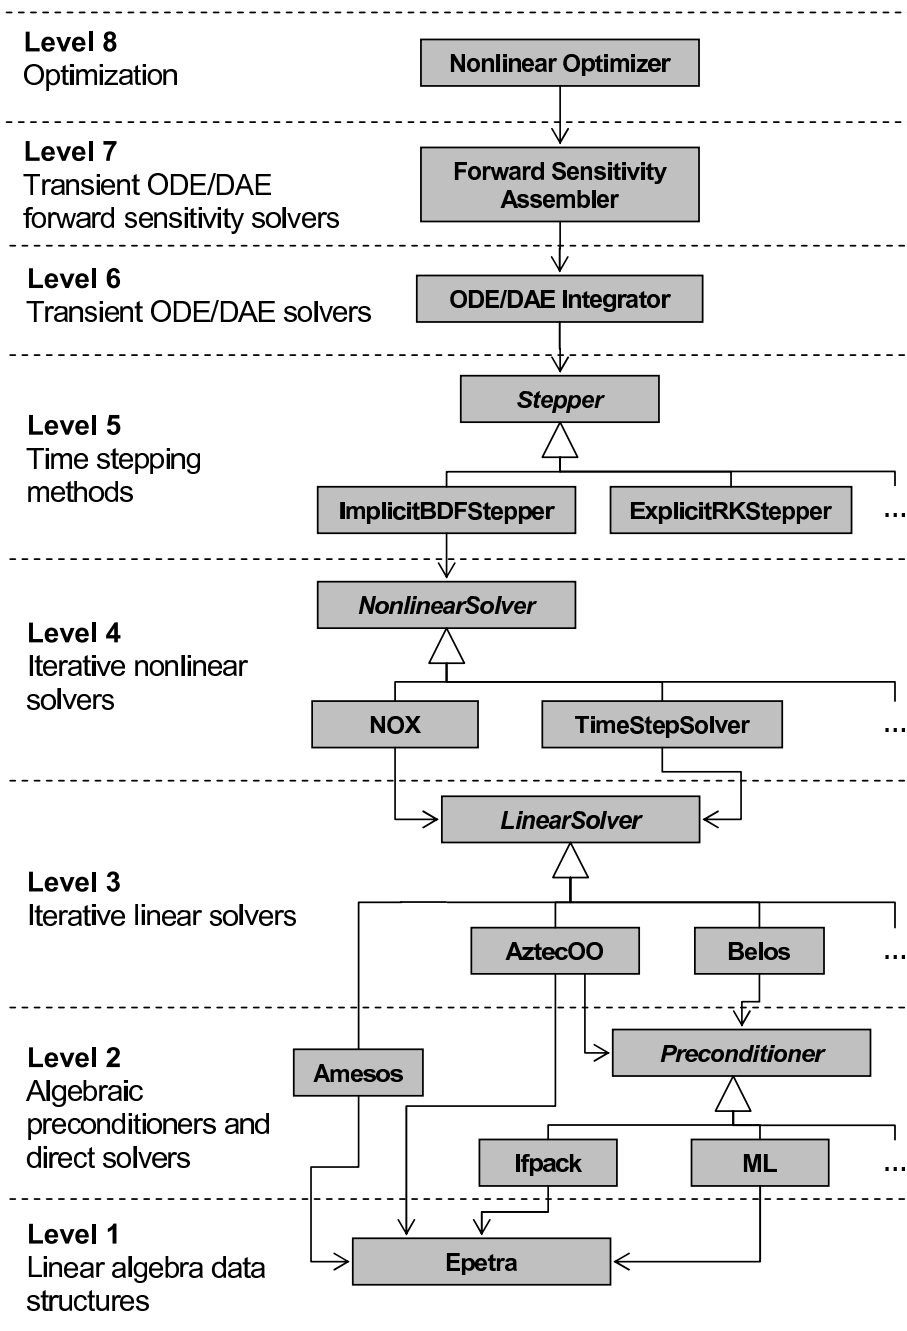 Level 8
Optimization
Nonlinear Optimizer
Level 7
Transient ODE/DAE
forward sensitivity solvers
Forward Sensitivity
Assembler
Level 6
Transient ODE/DAE solvers
ODE/DAE Integrator
Stepper
Level 5
Time stepping
methods
ImplicitBDFStepper
ExplicitRKStepper
...
NonlinearSolver
Level 4
Iterative nonlinear
solvers
NOX
TimeStepSolver
...
LinearSolver
Level 3
Iterative linear solvers
AztecOO
Belos
...
Level 2
Algebraic
preconditioners and
direct solvers
Preconditioner
Amesos
Ifpack
ML
...
Level 1
Linear algebra data
structures
Epetra